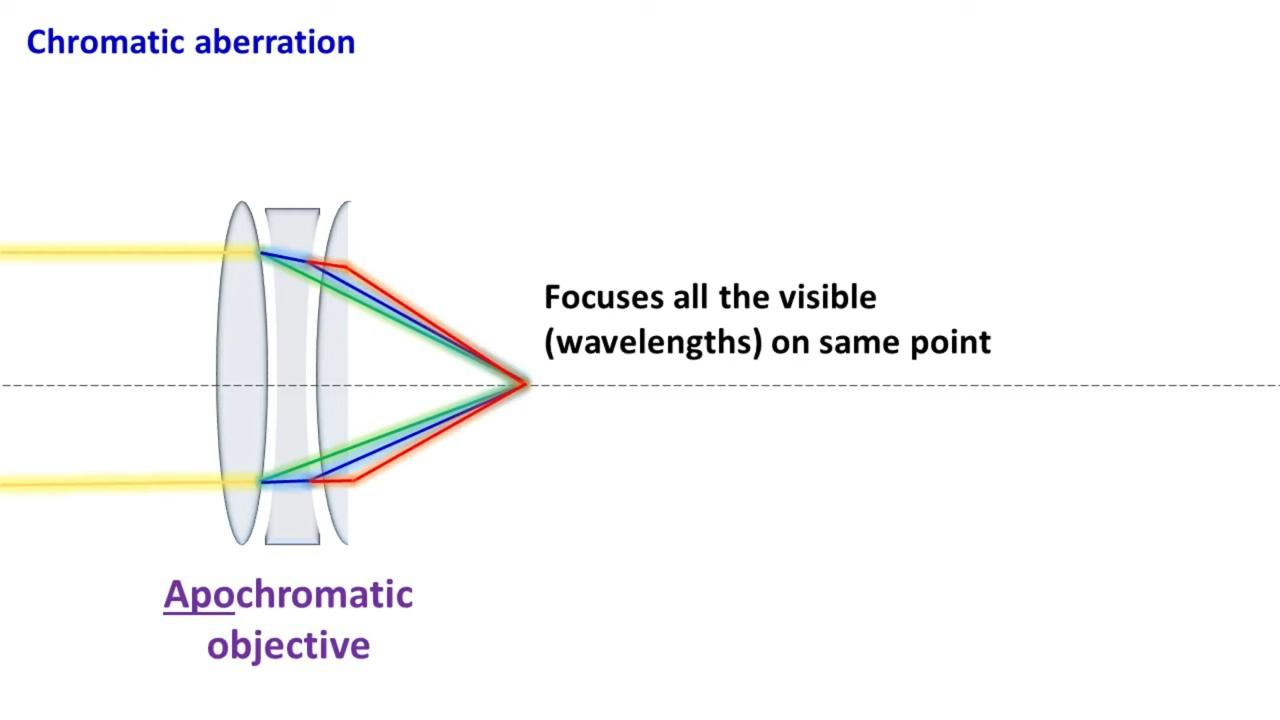 Chromatic aberration
Focuses all the visible
(wavelengths) on same point
Apochromatic
objective